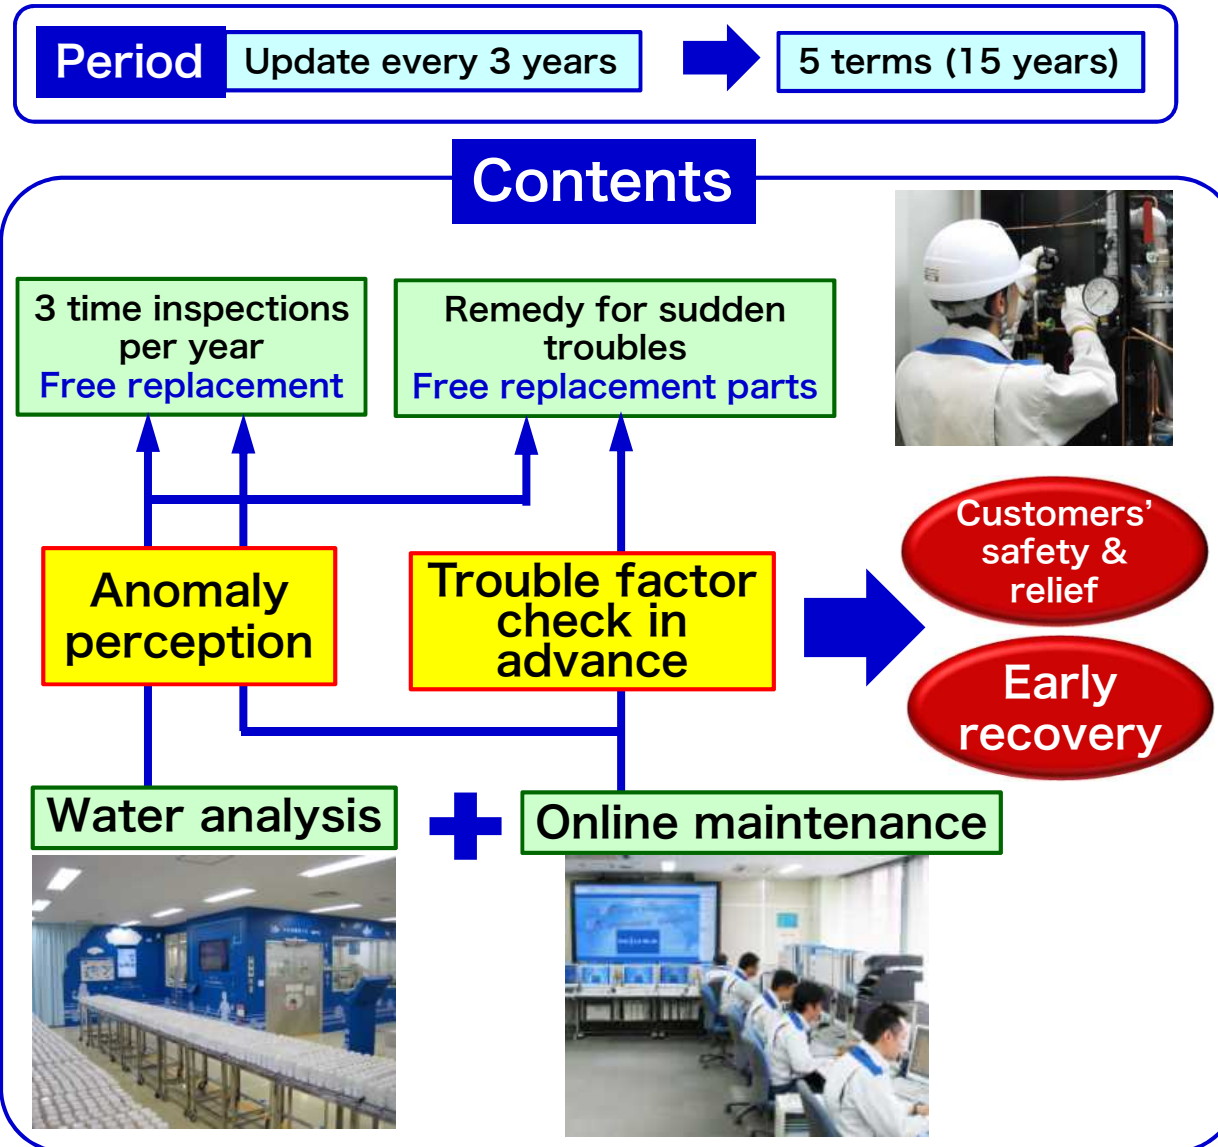 Period
Update every 3 years
5 terms (15 years)
Contents
3 time inspections
per year
Free replacement
Remedy for sudden
troubles
Free replacement parts
Customers’
safety &
relief
Anomaly
perception
Trouble factor
check in
advance
Early
recovery
Water analysis
Online maintenance